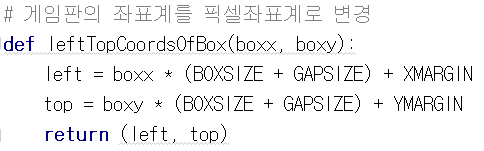 # 게임판의 좌표계를 픽셀좌표계로 변경
def leftTopCoordsOfBox(boxx, boxy):
    left = boxx * (BOXSIZE + GAPSIZE) + XMARGIN
    top = boxy * (BOXSIZE + GAPSIZE) + YMARGIN
    return (left, top)